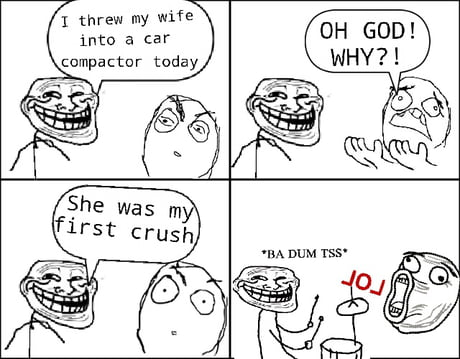 I threw my wife
into a car
compactor today
OH GOD!
WHY?!
She was my
first crush
*BA DUM TSS*
LOL